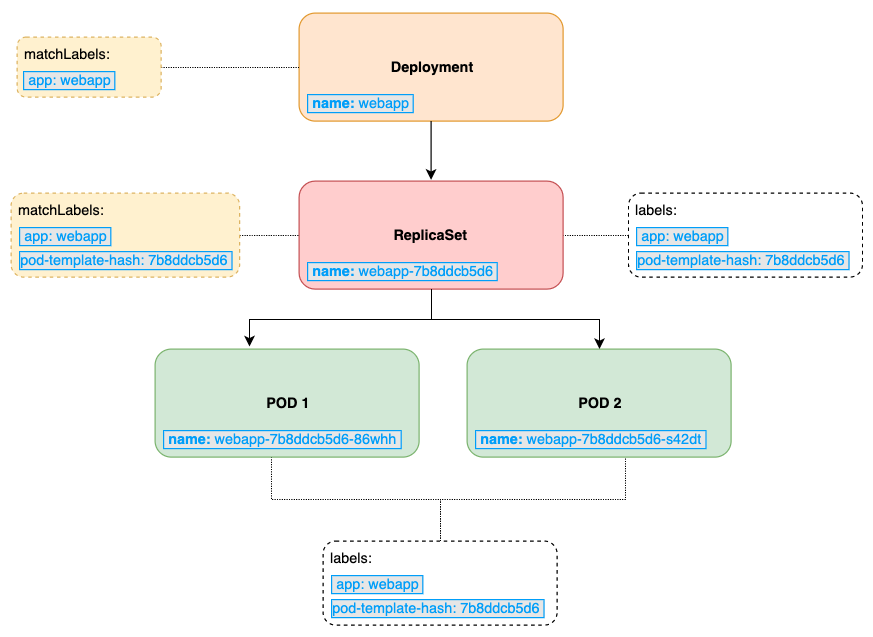 matchLabels:
app: webapp
Deployment
name: webapp
matchLabels:
app: webapp
pod-template-hash: 7b8ddcb5d6
ReplicaSet
name: webapp-7b8ddcb5d6
labels:
app: webapp
pod-template-hash: 7b8ddcb5d6
POD 1
name: webapp-7b8ddcb5d6-86whh
POD 2
name: webapp-7b8ddcb5d6-s42dt
labels:
app: webapp
pod-template-hash: 7b8ddcb5d6